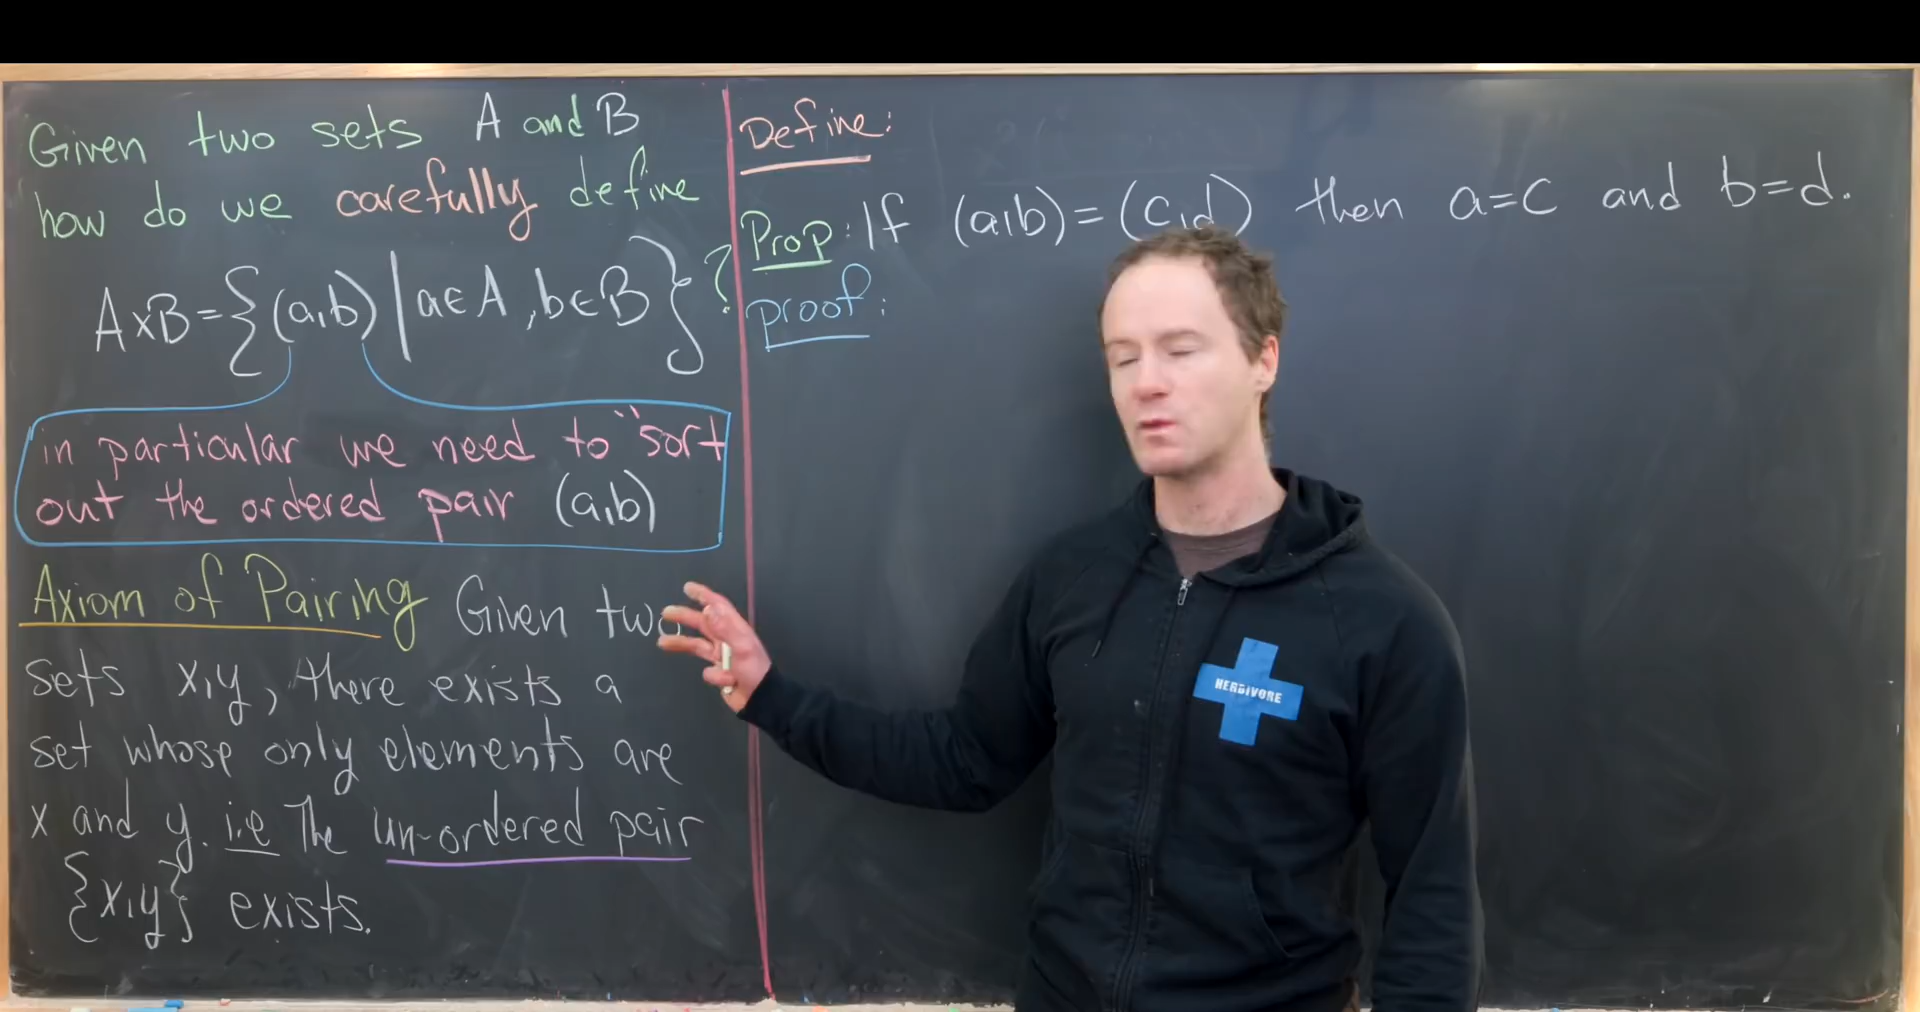 Given two sets A and B
how do we carefully define
A×B={(a,b)|a∈A,b∈B}?
in particular we need to "sort
out the ordered pair (a,b)
Axiom of Pairing Given two
sets x,y, there exists a
set whose only elements are
x and y. i.e the un-ordered pair
{x,y} exists.
Define:
Prop: If (a,b)=(c,d) then a=c and b=d.
proof:
HERBIVORE